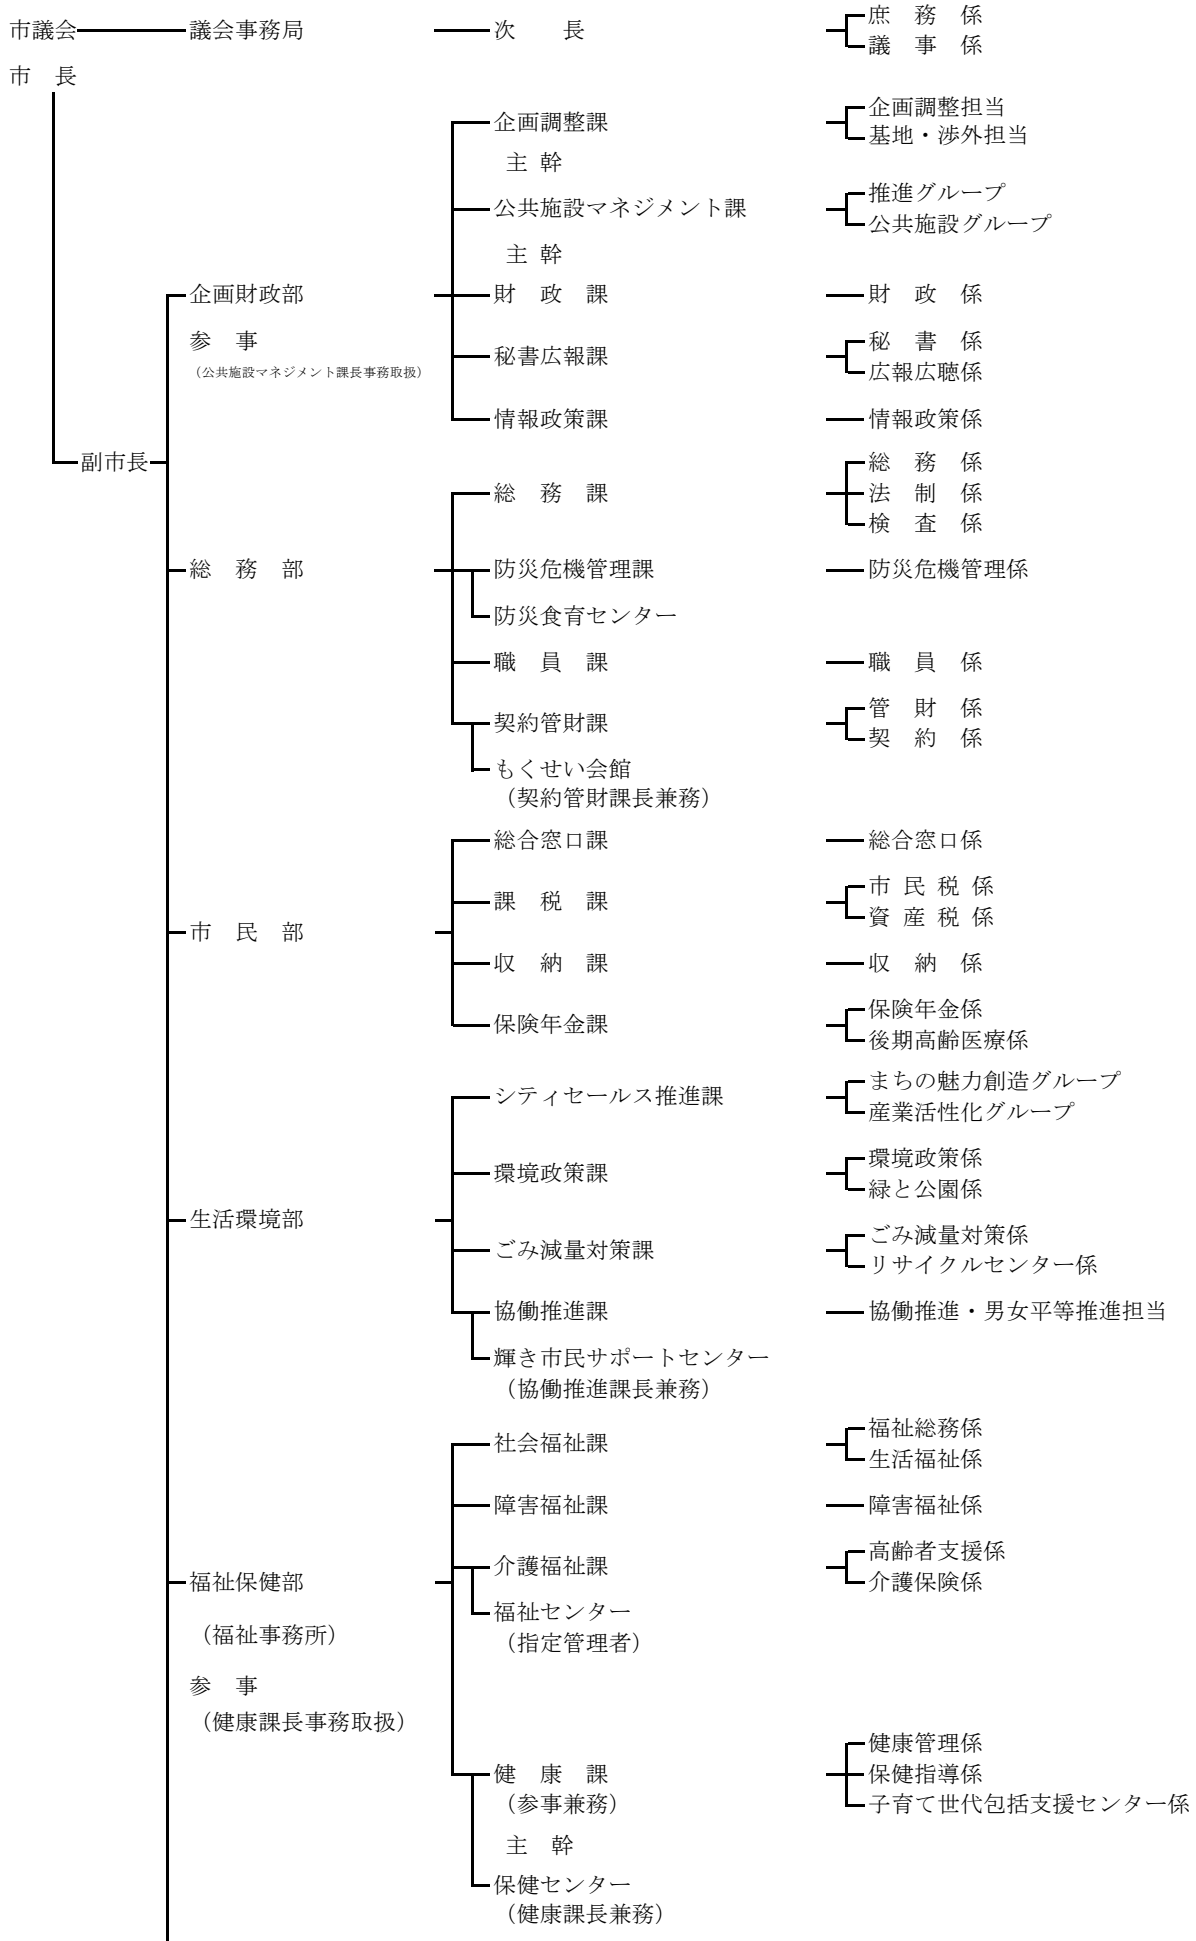 市議会 議会事務局 次　長 庶　務　係
議　事　係
市　長
企画調整課 企画調整担当
基地・渉外担当
主 幹
公共施設マネジメント課 推進グループ
公共施設グループ
主 幹
企画財政部 財　政　課 財　政　係
参　事
（公共施設マネジメント課長事務取扱）
秘書広報課 秘　書　係
広報広聴係
情報政策課 情報政策係
副市長
総　務　課 総　務　係
法　制　係
検　査　係
総　務　部 防災危機管理課 防災危機管理係
防災食育センター
職　員　課 職　員　係
契約管財課 管　財　係
契　約　係
もくせい会館
（契約管財課長兼務）
総合窓口課 総合窓口係
課　税　課 市 民 税 係
資 産 税 係
市　民　部
収　納　課 収　納　係
保険年金課 保険年金係
後期高齢医療係
シティセールス推進課 まちの魅力創造グループ
産業活性化グループ
環境政策課 環境政策係
緑と公園係
生活環境部
ごみ減量対策課 ごみ減量対策係
リサイクルセンター係
協働推進課 協働推進・男女平等推進担当
輝き市民サポートセンター
（協働推進課長兼務）
社会福祉課 福祉総務係
生活福祉係
障害福祉課 障害福祉係
介護福祉課 高齢者支援係
介護保険係
福祉保健部
福祉センター
（指定管理者）
（福祉事務所）
参　事
（健康課長事務取扱）
健　康　課 健康管理係
保健指導係
子育て世代包括支援センター係
（参事兼務）
主　幹
保健センター
（健康課長兼務）